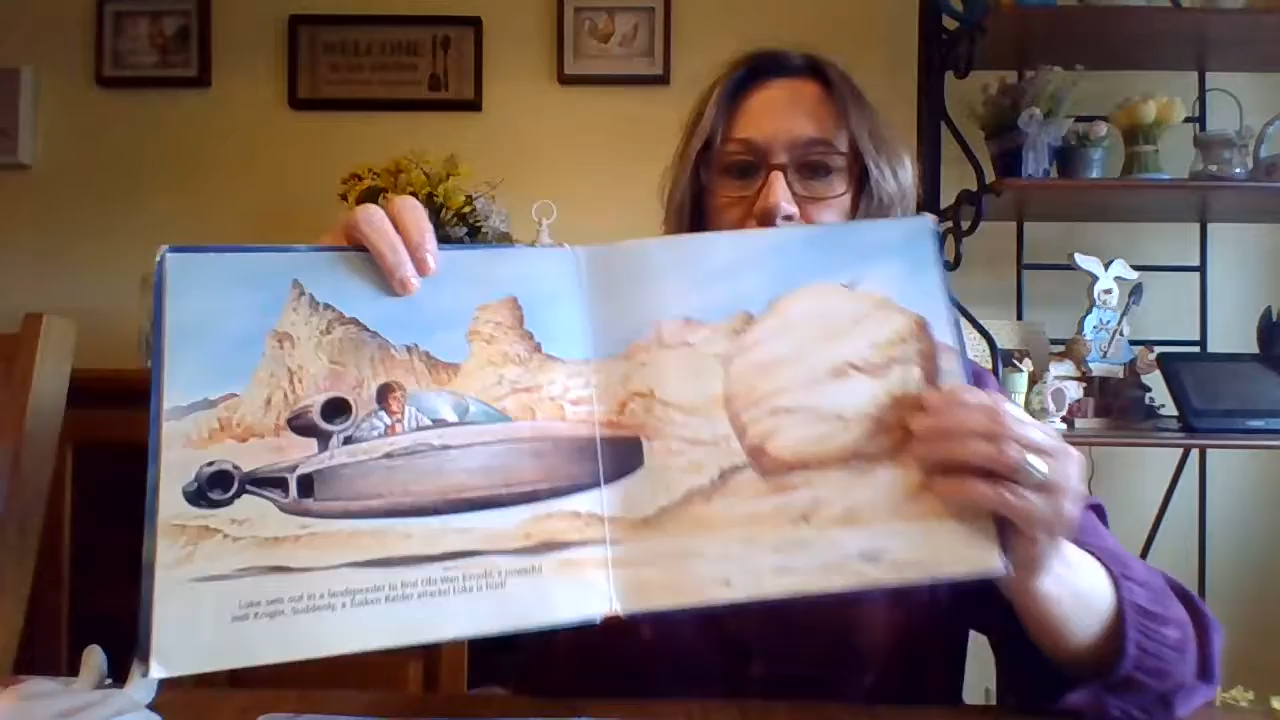 WELCOME
Luke sets out in a landspeeder to find Obi-Wan Kenobi, a powerful
Jedi Knight. Suddenly, a Tusken Raider attacks! Luke is hurt!